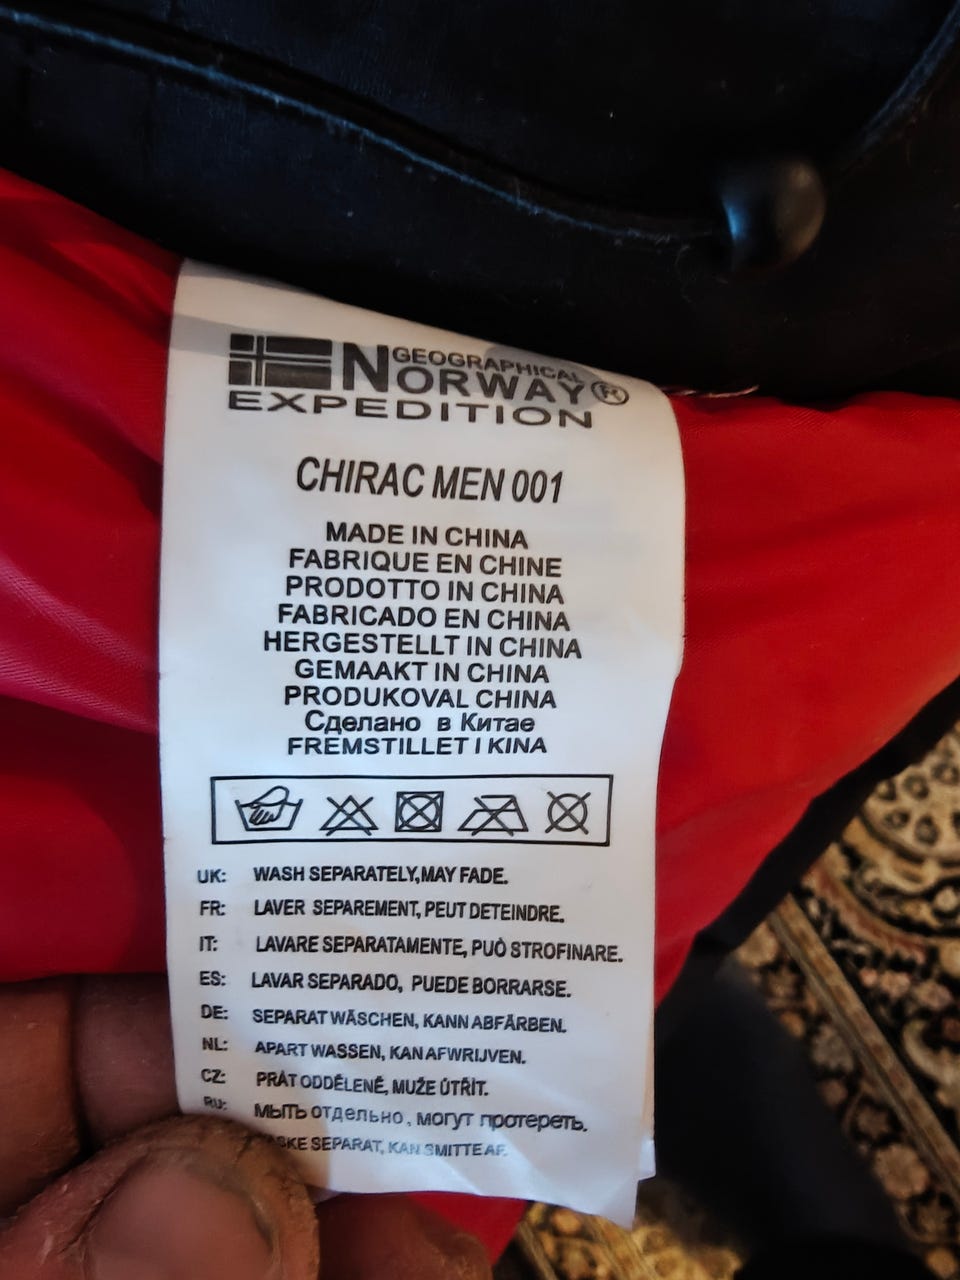 GEOGRAPHICAL
NORWAY®
EXPEDITION
CHIRAC MEN 001
MADE IN CHINA
FABRIQUE EN CHINE
PRODOTTO IN CHINA
FABRICADO EN CHINA
HERGESTELLT IN CHINA
GEMAAKT IN CHINA
PRODUKOVAL CHINA
Сделано в Китае
FREMSTILLET I KINA
UK: WASH SEPARATELY,MAY FADE.
FR: LAVER SEPAREMENT, PEUT DETEINDRE.
IT: LAVARE SEPARATAMENTE, PUÒ STROFINARE.
ES: LAVAR SEPARADO, PUEDE BORRARSE.
DE: SEPARAT WÄSCHEN, KANN ABFÄRBEN.
NL: APART WASSEN, KAN AFWRIJVEN.
CZ: PRÁT ODDĚLENĚ, MUŽE ÚTŘÍT.
RU: мыть отдельно, могут протереть.
SEPARAT, KAN SMITTE AF.